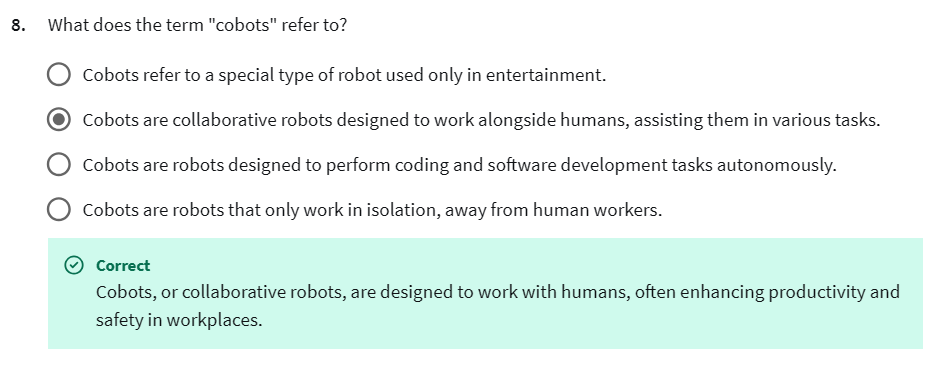 8. What does the term "cobots" refer to?
Cobots refer to a special type of robot used only in entertainment.
Cobots are collaborative robots designed to work alongside humans, assisting them in various tasks.
Cobots are robots designed to perform coding and software development tasks autonomously.
Cobots are robots that only work in isolation, away from human workers.
Correct
Cobots, or collaborative robots, are designed to work with humans, often enhancing productivity and
safety in workplaces.